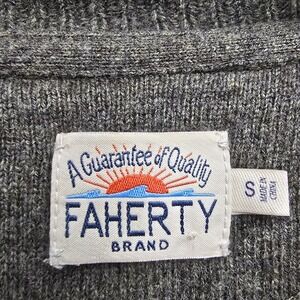 A Guarantee of Quality
FAHERTY
BRAND
S
MADE IN
CHINA